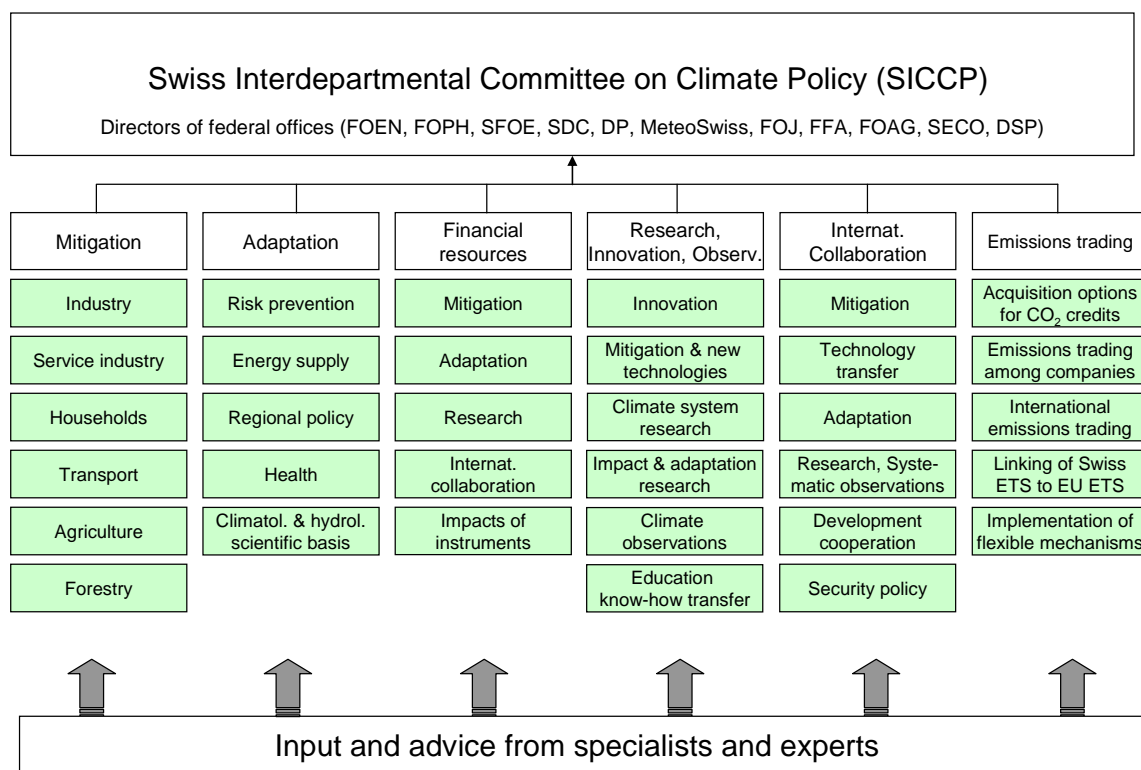 Swiss Interdepartmental Committee on Climate Policy (SICCP)
Directors of federal offices (FOEN, FOPH, SFOE, SDC, DP, MeteoSwiss, FOJ, FFA, FOAG, SECO, DSP)
Mitigation
Industry
Service industry
Households
Transport
Agriculture
Forestry
Adaptation
Risk prevention
Energy supply
Regional policy
Health
Climatol. & hydrol.
scientific basis
Financial
resources
Mitigation
Adaptation
Research
Internat.
collaboration
Impacts of
instruments
Research,
Innovation, Observ.
Innovation
Mitigation & new
technologies
Climate system
research
Impact & adaptation
research
Climate
observations
Education
know-how transfer
Internat.
Collaboration
Mitigation
Technology
transfer
Adaptation
Research, Syste-
matic observations
Development
cooperation
Security policy
Emissions trading
Acquisition options
for CO₂ credits
Emissions trading
among companies
International
emissions trading
Linking of Swiss
ETS to EU ETS
Implementation of
flexible mechanisms
Input and advice from specialists and experts